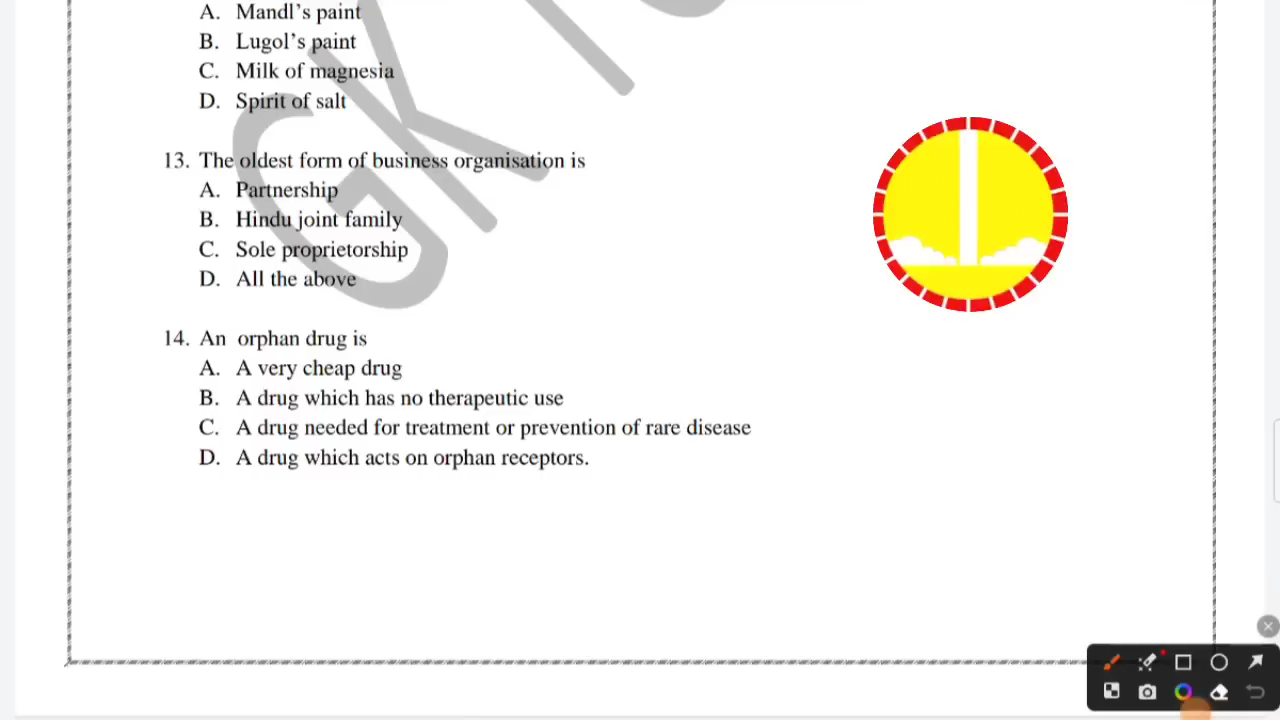 A. Mandl's paint
B. Lugol's paint
C. Milk of magnesia
D. Spirit of salt
13. The oldest form of business organisation is
A. Partnership
B. Hindu joint family
C. Sole proprietorship
D. All the above
14. An orphan drug is
A. A very cheap drug
B. A drug which has no therapeutic use
C. A drug needed for treatment or prevention of rare disease
D. A drug which acts on orphan receptors.